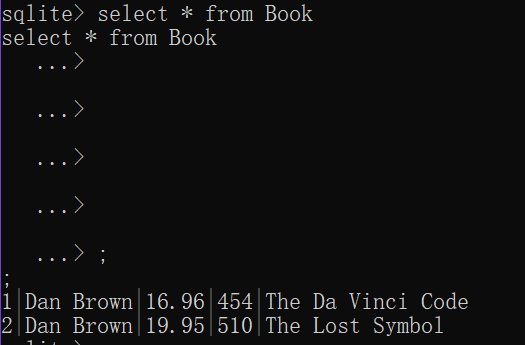 sqlite> select * from Book
select * from Book
...>
...>
...>
...>
...> ;
;
1|Dan Brown|16.96|454|The Da Vinci Code
2|Dan Brown|19.95|510|The Lost Symbol